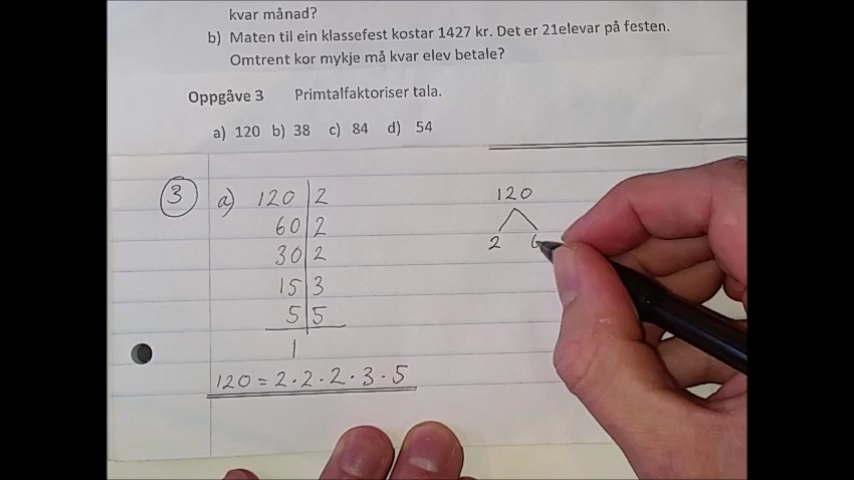 kvar månad?
b) Maten til ein klassefest kostar 1427 kr. Det er 21elevar på festen.
Omtrent kor mykje må kvar elev betale?
Oppgåve 3 Primtalfaktoriser tala.
a) 120 b) 38 c) 84 d) 54
3 a) 120 2
60 2
30 2
15 3
5 5
1
120 = 2 · 2 · 2 · 3 · 5
120
2 6